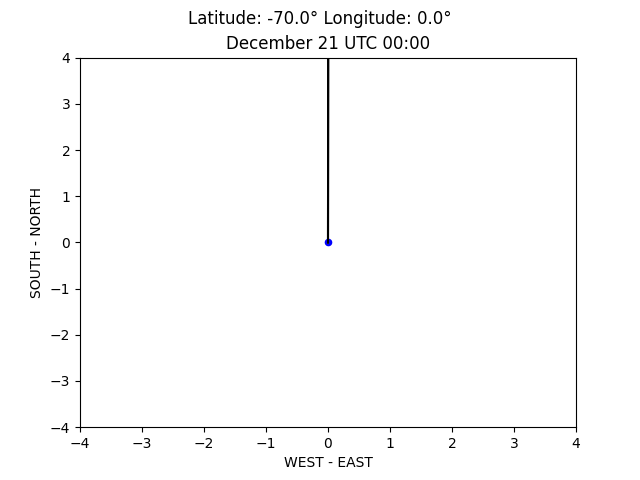 Latitude: -70.0° Longitude: 0.0°
December 21 UTC 00:00
4
3
2
1
0
−1
−2
−3
−4
SOUTH - NORTH
−4 −3 −2 −1 0 1 2 3 4
WEST - EAST